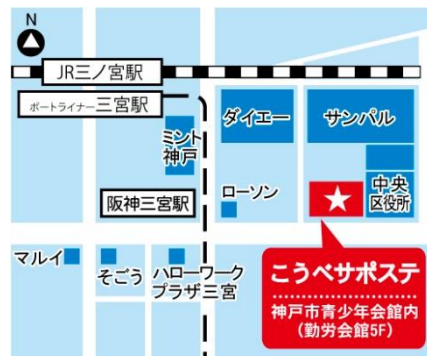 N
JR三ノ宮駅
ポートライナー三宮駅
ダイエー
サンパル
ミント
神戸
阪神三宮駅
ローソン
中央
区役所
マルイ
そごう
ハローワーク
プラザ三宮
こうべサポステ
神戸市青少年会館内
(勤労会館5F)